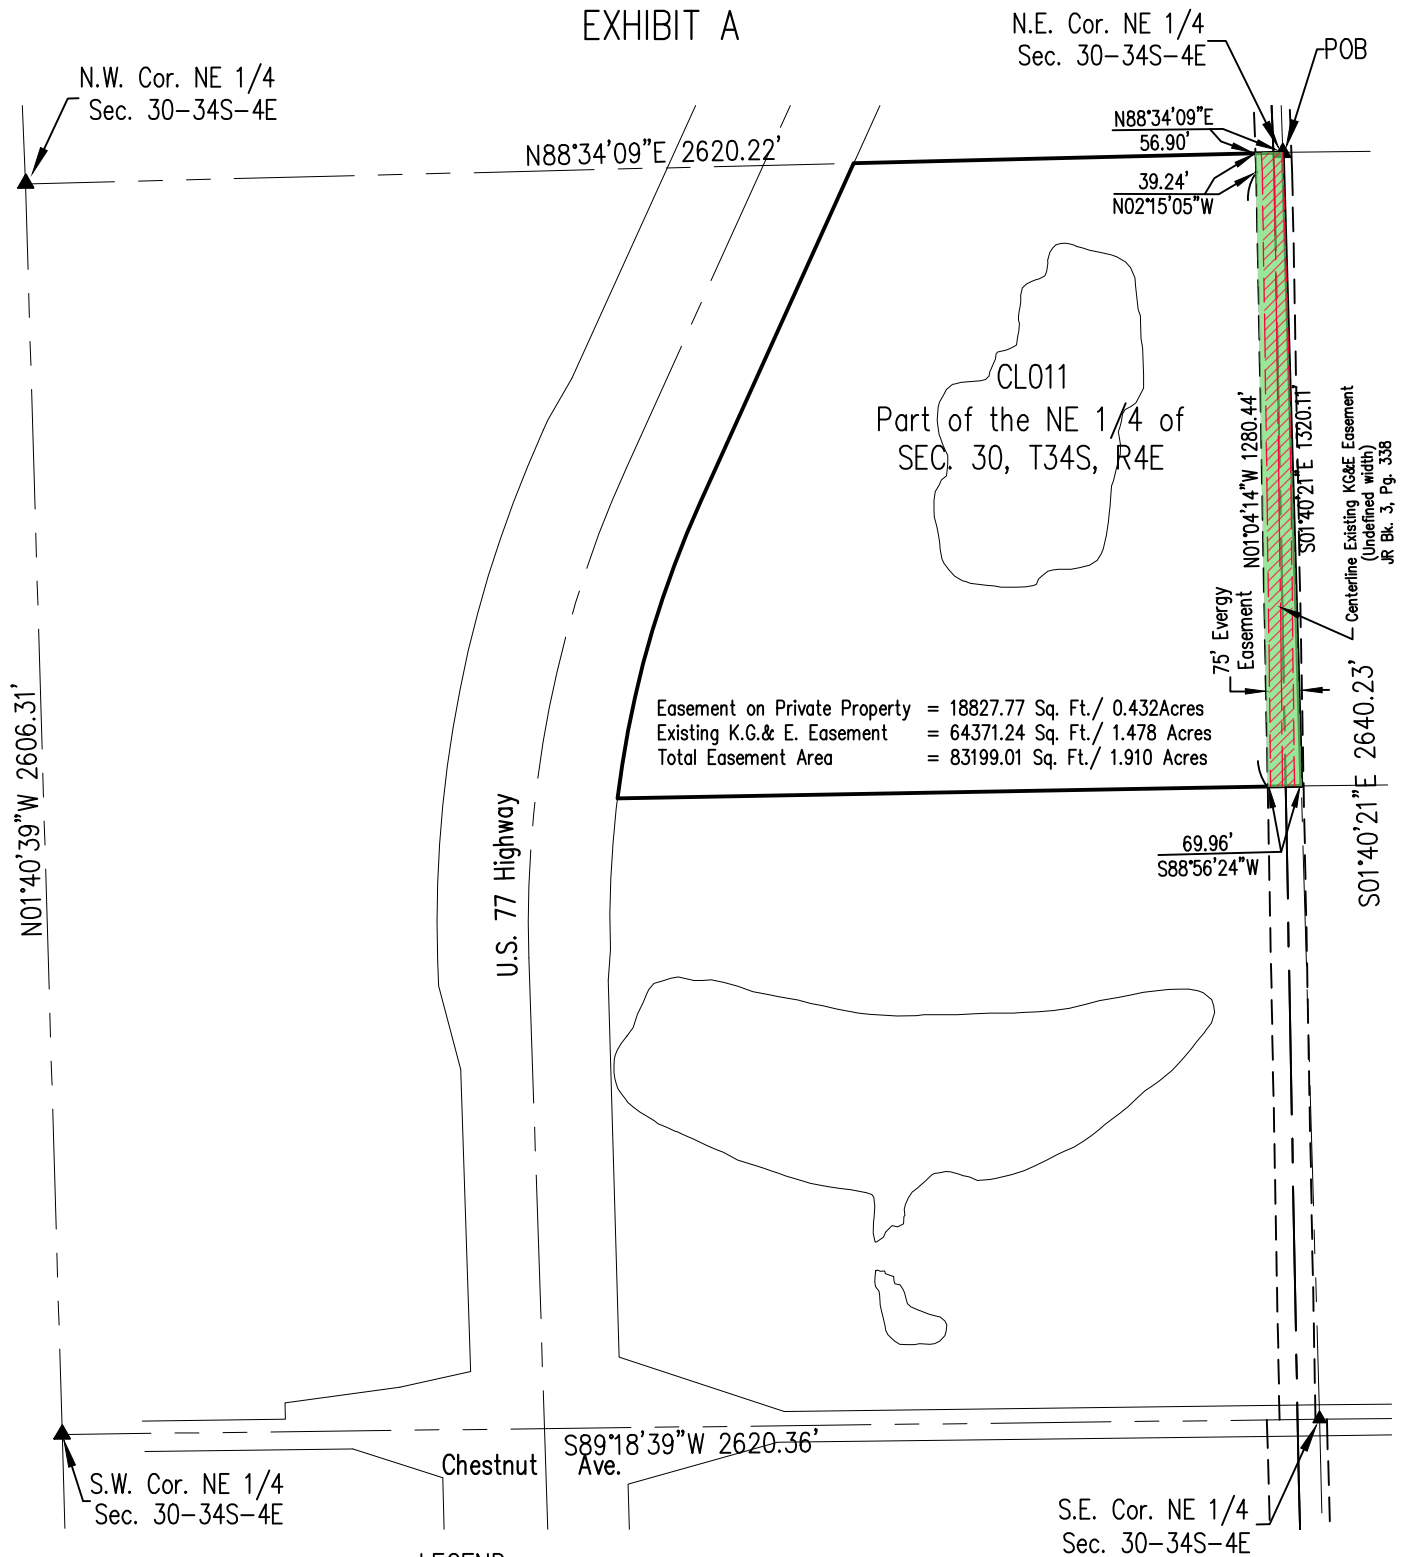 EXHIBIT A
N.E. Cor. NE 1/4
Sec. 30-34S-4E
POB
N.W. Cor. NE 1/4
Sec. 30-34S-4E
N88°34'09"E
56.90'
N88°34'09"E 2620.22'
39.24'
N02°15'05"W
CL011
Part of the NE 1/4 of
SEC. 30, T34S, R4E
N01°04'14"W 1280.44'
S01°40'21"E 1320.11'
Centerline Existing KG&E Easement
(Undefined width)
JR Bk. 3, Pg. 338
75' Evergy
Easement
N01°40'39"W 2606.31'
S01°40'21"E 2640.23'
Easement on Private Property = 18827.77 Sq. Ft./ 0.432Acres
Existing K.G.& E. Easement = 64371.24 Sq. Ft./ 1.478 Acres
Total Easement Area = 83199.01 Sq. Ft./ 1.910 Acres
U.S. 77 Highway
69.96'
S88°56'24"W
S89°18'39"W 2620.36'
Chestnut Ave.
S.W. Cor. NE 1/4
Sec. 30-34S-4E
S.E. Cor. NE 1/4
Sec. 30-34S-4E
LEGEND